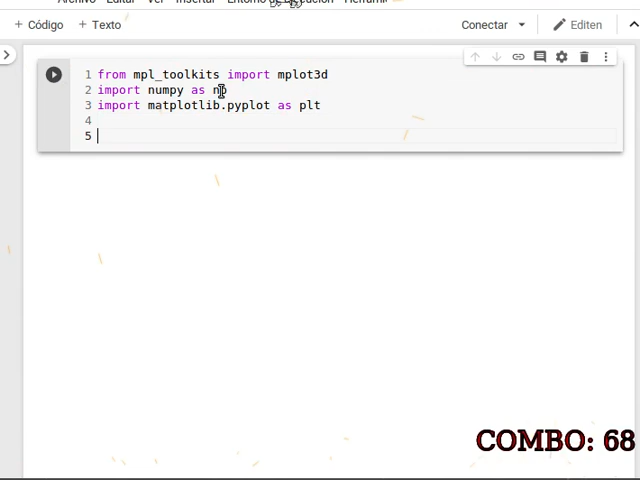 + Código + Texto Conectar Editen
1 from mpl_toolkits import mplot3d
2 import numpy as np
3 import matplotlib.pyplot as plt
4
5
COMBO: 68